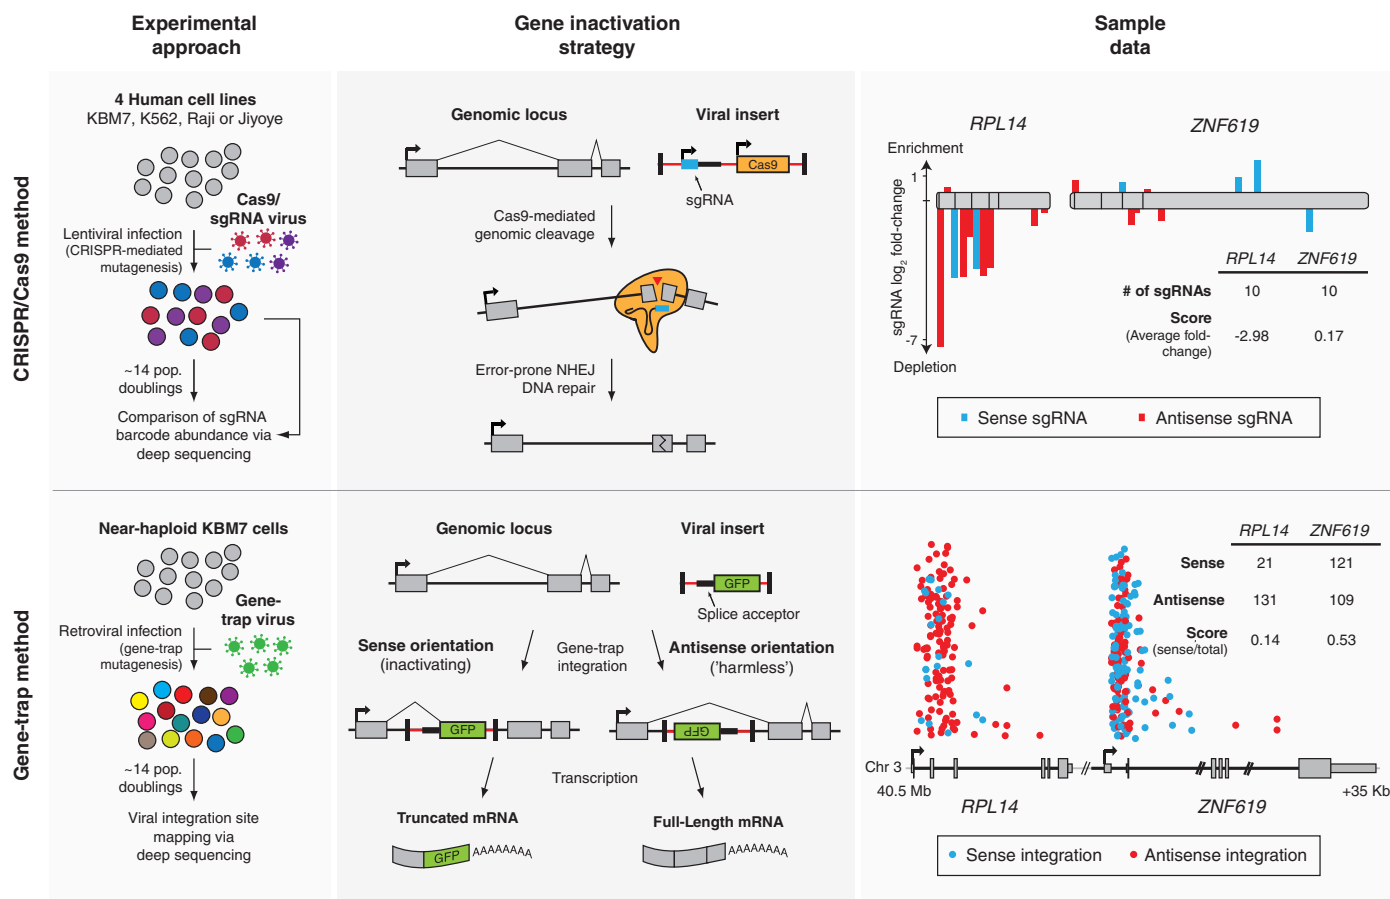 Experimental
approach
Gene inactivation
strategy
Sample
data
CRISPR/Cas9 method
4 Human cell lines
KBM7, K562, Raji or Jiyoye
Cas9/
sgRNA virus
Lentiviral infection
(CRISPR-mediated
mutagenesis)
~14 pop.
doublings
Comparison of sgRNA
barcode abundance via
deep sequencing
Genomic locus
Viral insert
Cas9
sgRNA
Cas9-mediated
genomic cleavage
Error-prone NHEJ
DNA repair
RPL14
ZNF619
Enrichment
1
sgRNA log2 fold-change
-7
Depletion
RPL14 ZNF619
# of sgRNAs 10 10
Score
(Average fold-
change)
-2.98 0.17
Sense sgRNA
Antisense sgRNA
Gene-trap method
Near-haploid KBM7 cells
Gene-
trap virus
Retroviral infection
(gene-trap
mutagenesis)
~14 pop.
doublings
Viral integration site
mapping via
deep sequencing
Genomic locus
Viral insert
GFP
Splice acceptor
Sense orientation
(inactivating)
Gene-trap
integration
Antisense orientation
('harmless')
GFP
GFP
Transcription
Truncated mRNA
GFP
AAAAAAAA
Full-Length mRNA
AAAAAAAA
RPL14 ZNF619
Sense 21 121
Antisense 131 109
Score
(sense/total)
0.14 0.53
Chr 3
40.5 Mb
+35 Kb
RPL14
ZNF619
Sense integration
Antisense integration